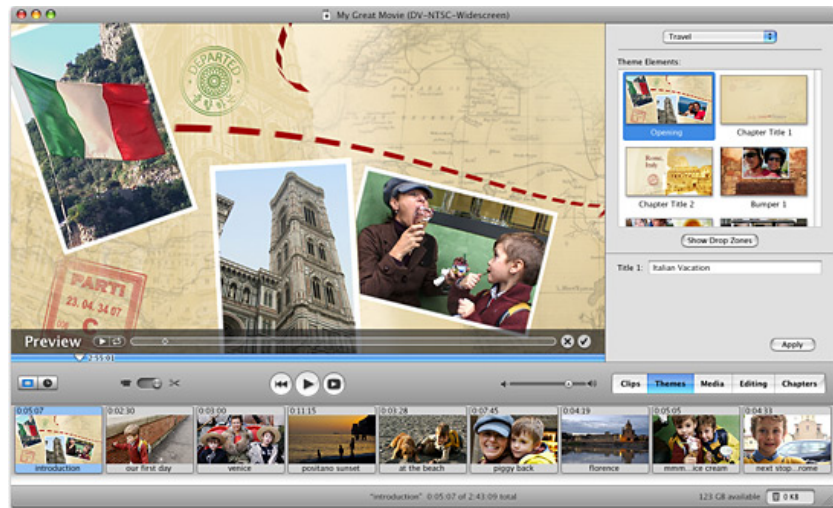 My Great Movie (DV-NTSC-Widescreen)
Travel
Theme Elements:
Opening
Chapter Title 1
Rome,
Italy
Chapter Title 2
Bumper 1
Show Drop Zones
Title 1: Italian Vacation
Apply
DEPARTED
PARTI
23. 04. 34 07
C
Preview
2:55:01
Clips Themes Media Editing Chapters
0:05:07 0:02:30 0:03:00 0:11:15 0:03:28 0:07:45 0:04:19 0:05:05 0:04:33
introduction our first day venice positano sunset at the beach piggy back florence mmm...ice cream next stop...rome
"introduction" 0:05:07 of 2:43:09 total
123 GB available 0 KB